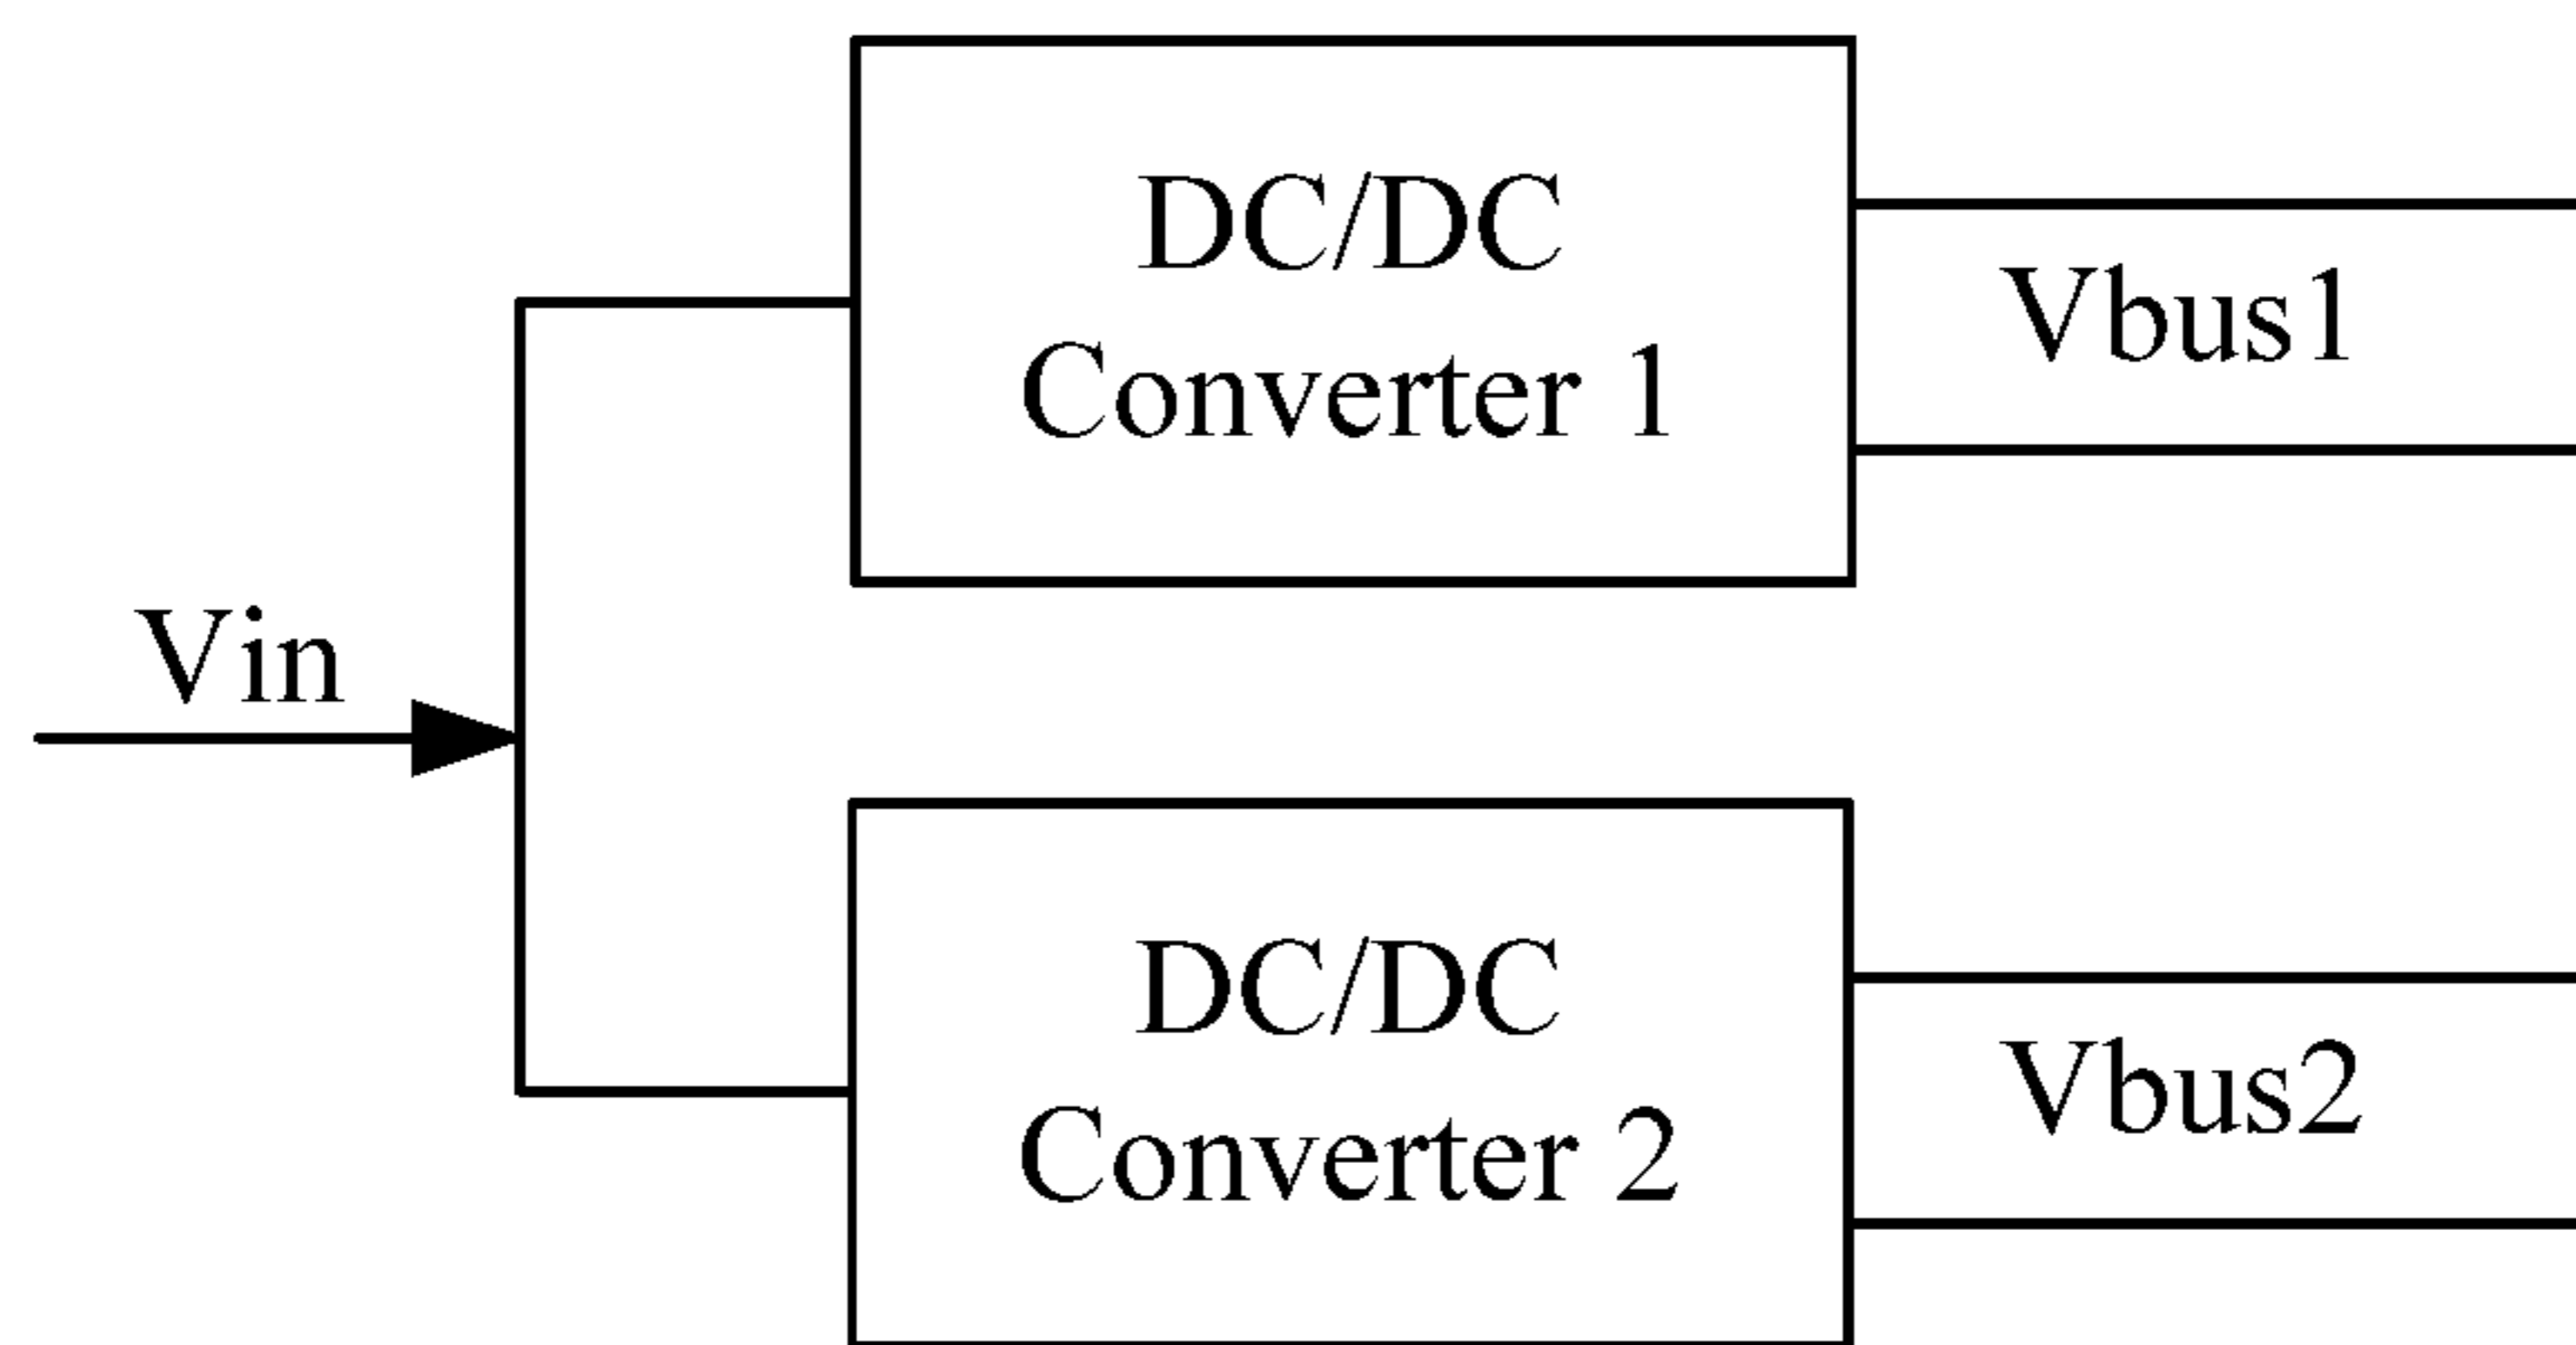 DC/DC
Converter 1
Vbus1
Vin
DC/DC
Converter 2
Vbus2